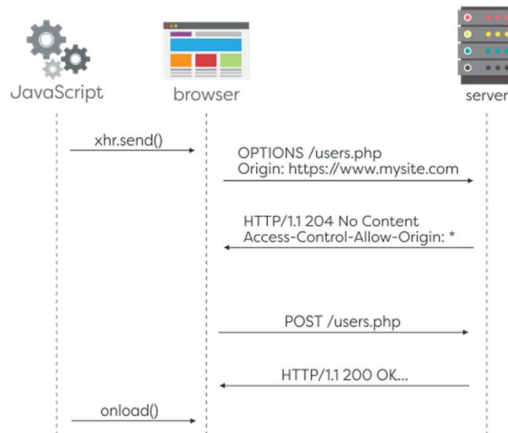 JavaScript
browser
server
xhr.send()
OPTIONS /users.php
Origin: https://www.mysite.com
HTTP/1.1 204 No Content
Access-Control-Allow-Origin: *
POST /users.php
HTTP/1.1 200 OK...
onload()